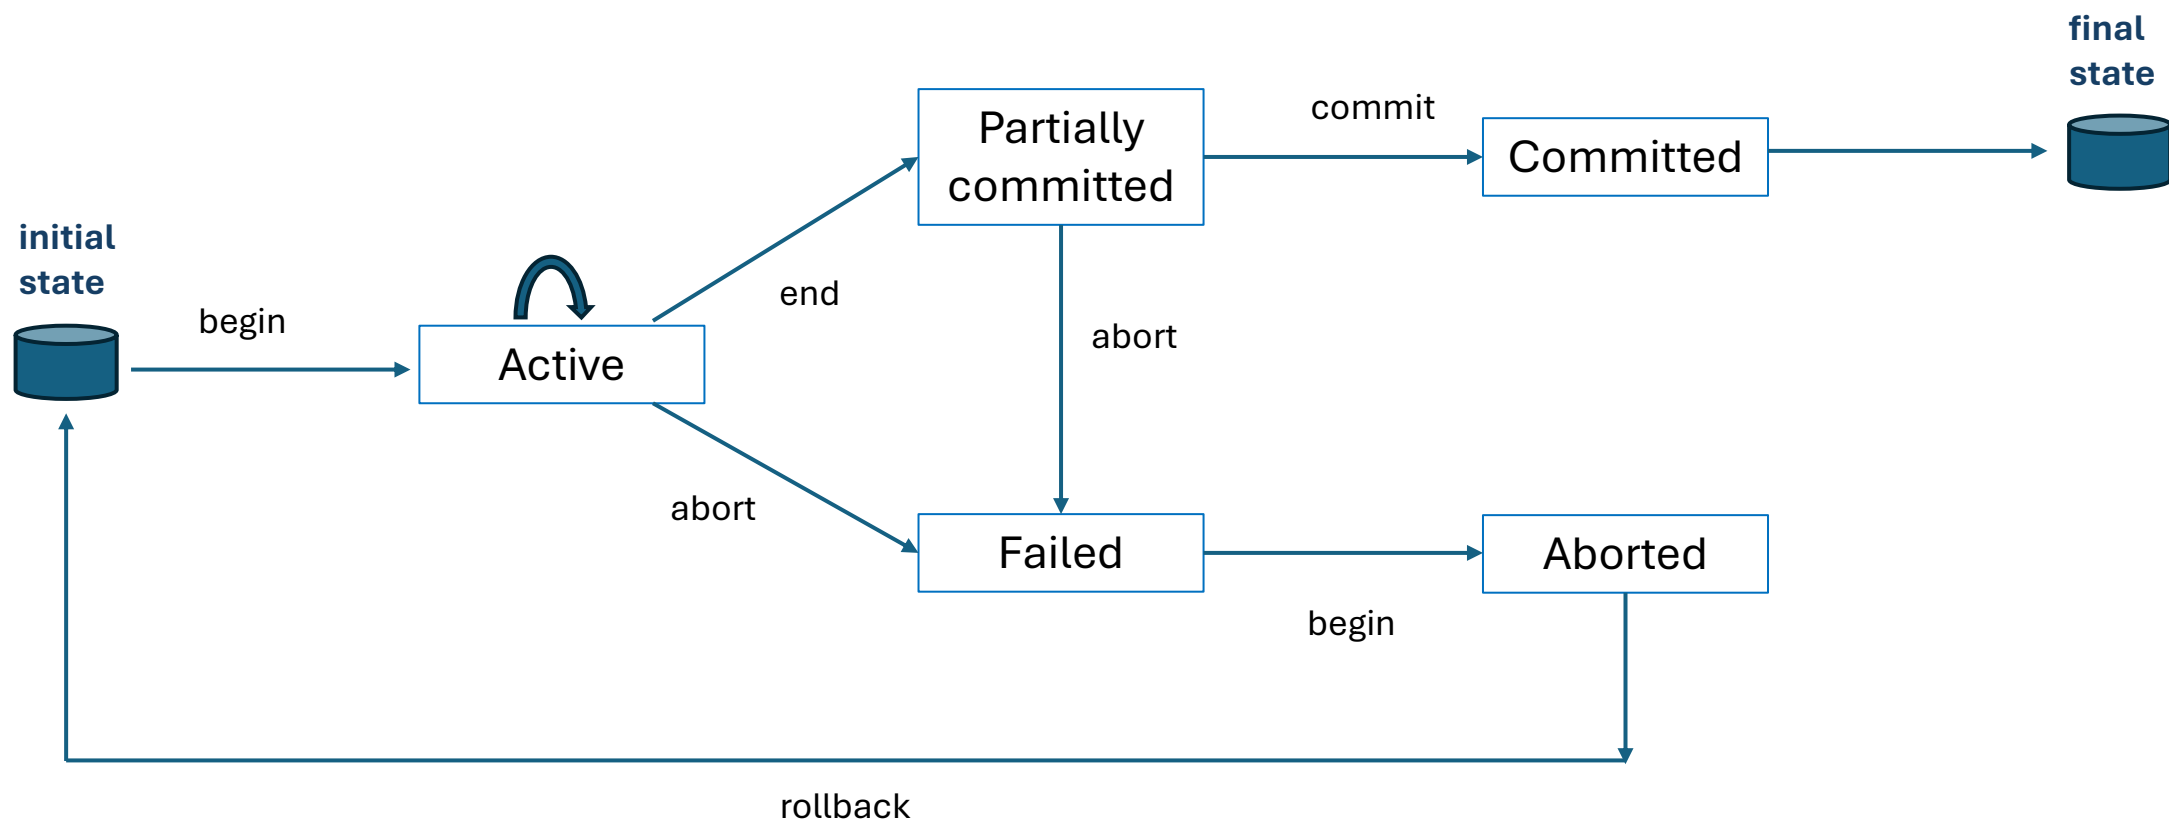 final
state
Partially
committed
commit
Committed
initial
state
begin
end
Active
abort
abort
Failed
Aborted
begin
rollback